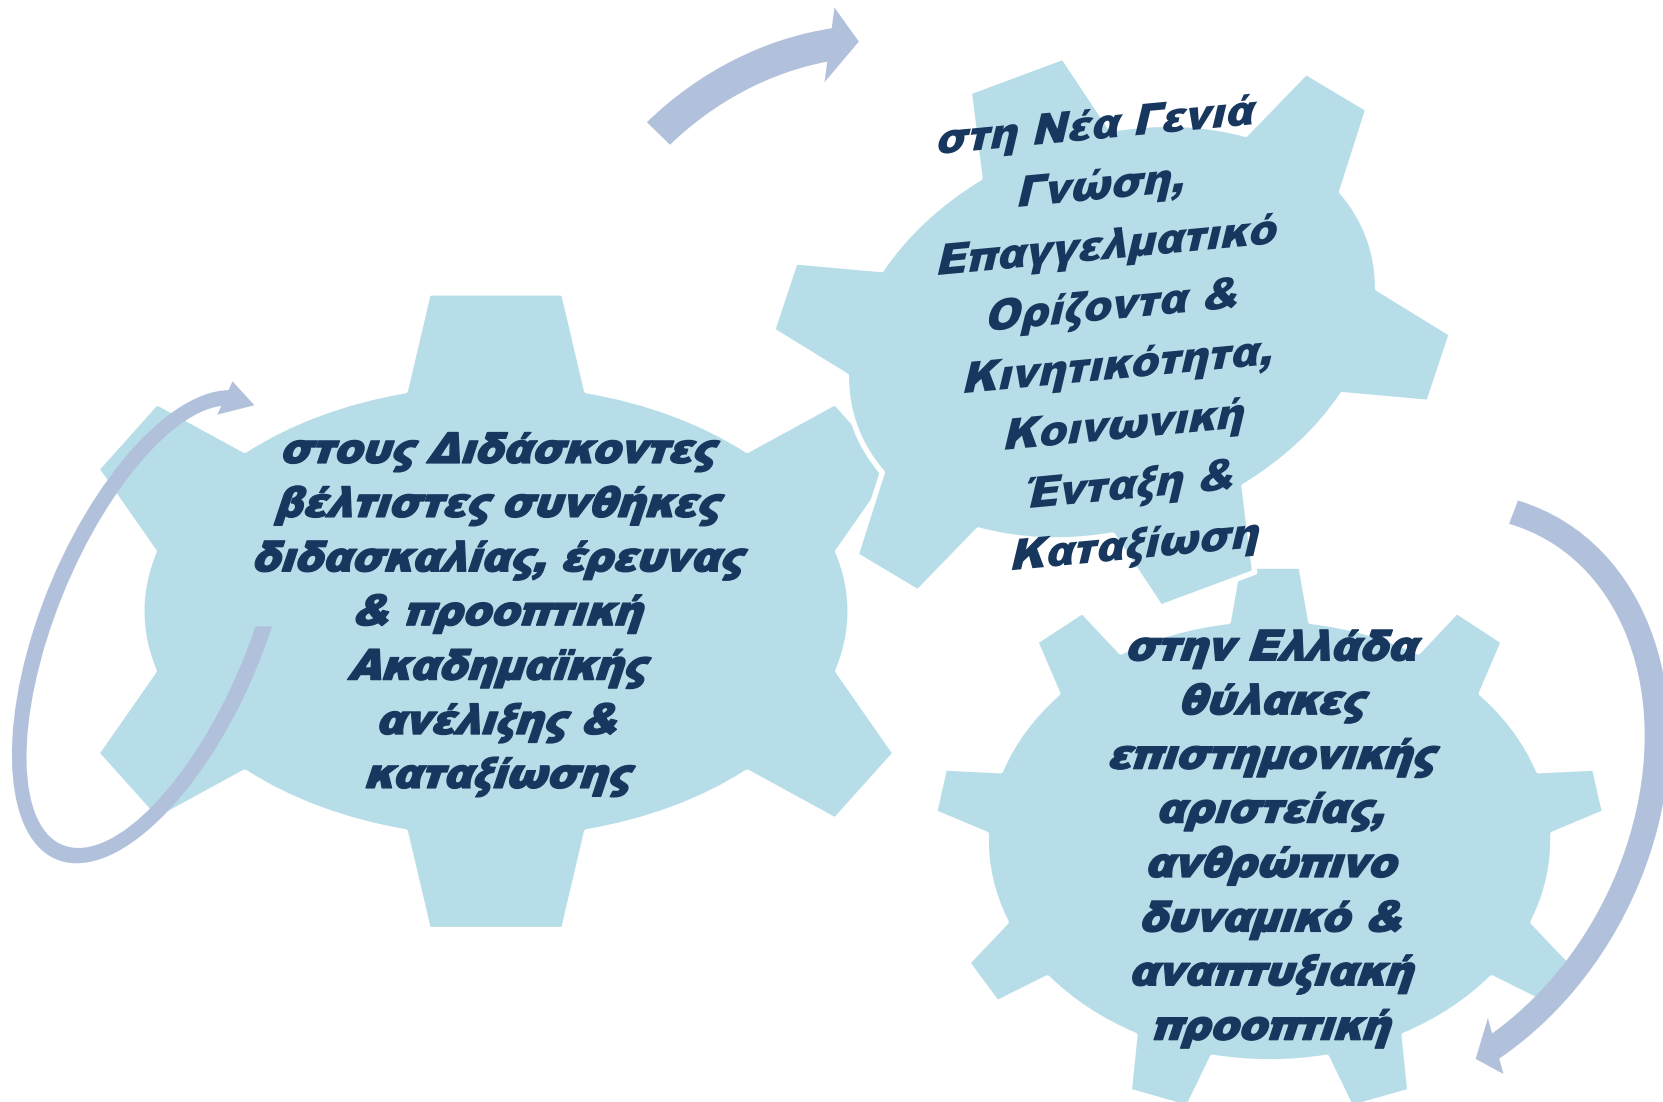 στη Νέα Γενιά
Γνώση,
Επαγγελματικό
Ορίζοντα &
Κινητικότητα,
Κοινωνική
Ένταξη &
Καταξίωση
στους Διδάσκοντες
βέλτιστες συνθήκες
διδασκαλίας, έρευνας
& προοπτική
Ακαδημαϊκής
ανέλιξης &
καταξίωσης
στην Ελλάδα
θύλακες
επιστημονικής
αριστείας,
ανθρώπινο
δυναμικό &
αναπτυξιακή
προοπτική